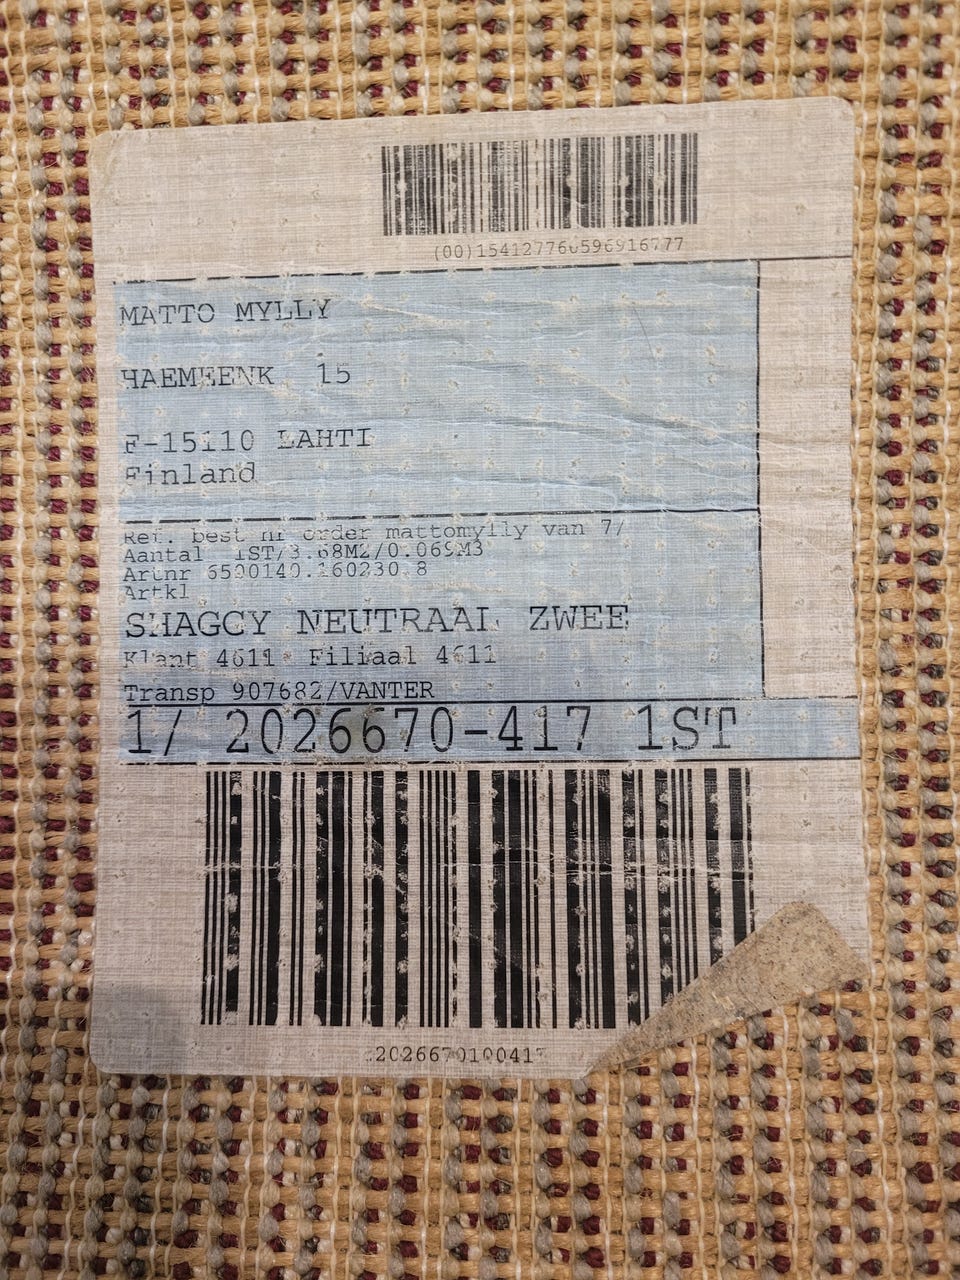 (00)154127760596916777
MATTO MYLLY
HAEMEENK 15
F-15110 LAHTI
Finland
Ref. best nr order mattomylly van 7/
Aantal 1ST/3.68M2/0.069M3
Artnr 6500140.160230.8
Artkl
SHAGGY NEUTRAAL ZWEE
Klant 4611 Filiaal 4611
Transp 907682/VANTER
1/ 2026670-417 1ST